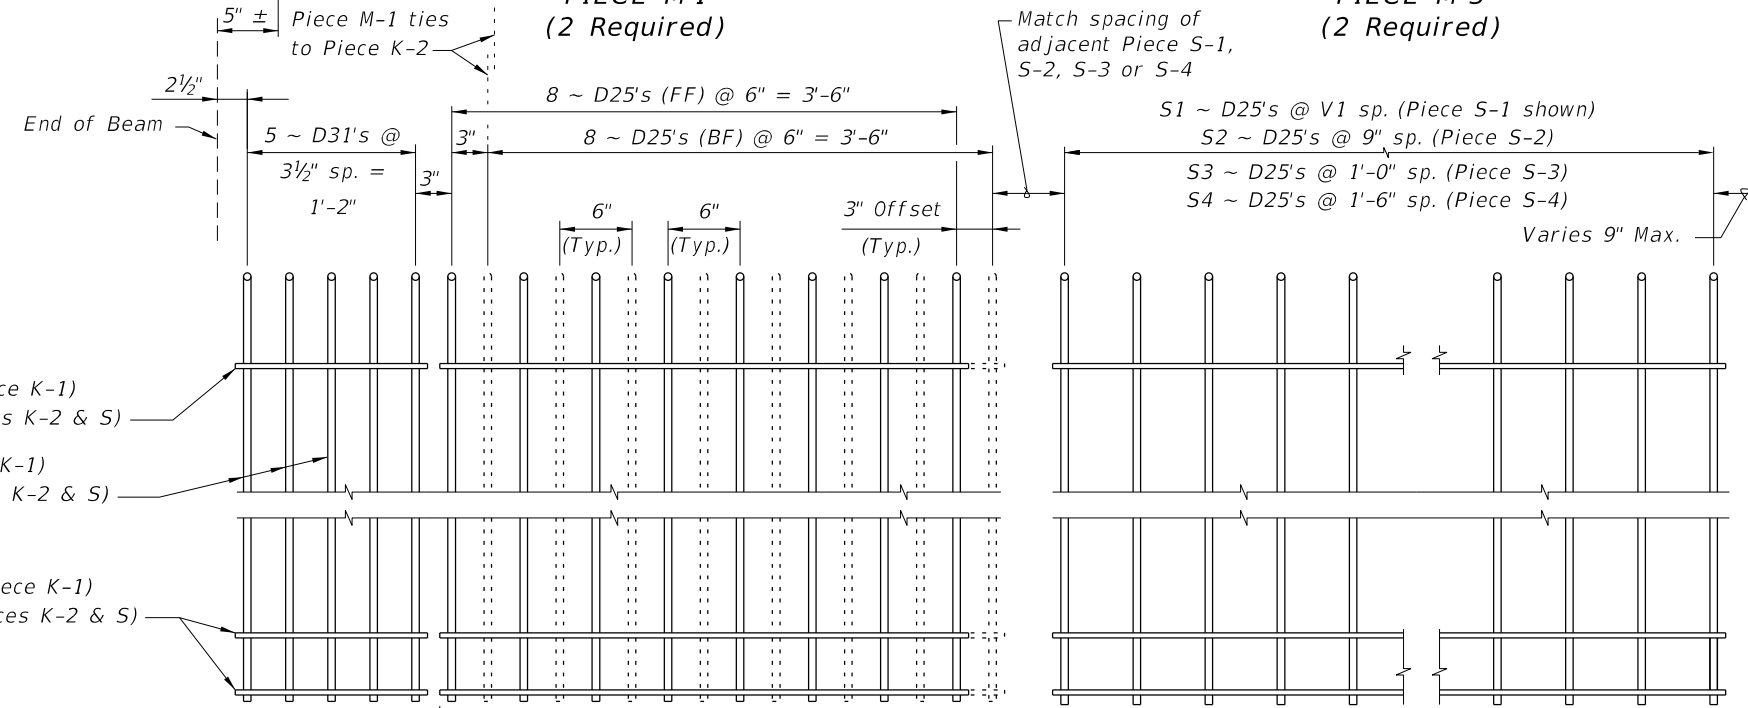 5" ±
Piece M-1 ties
to Piece K-2
(2 Required)
Match spacing of
adjacent Piece S-1,
S-2, S-3 or S-4
(2 Required)
2½"
End of Beam
5 ~ D31's @
3½" sp. =
1'-2"
3"
3"
8 ~ D25's (FF) @ 6" = 3'-6"
8 ~ D25's (BF) @ 6" = 3'-6"
6"
(Typ.)
6"
(Typ.)
3" Offset
(Typ.)
S1 ~ D25's @ V1 sp. (Piece S-1 shown)
S2 ~ D25's @ 9" sp. (Piece S-2)
S3 ~ D25's @ 1'-0" sp. (Piece S-3)
S4 ~ D25's @ 1'-6" sp. (Piece S-4)
Varies 9" Max.
K-1)
K-2 & S)
K-1)
K-2 & S)
K-1)
K-2 & S)